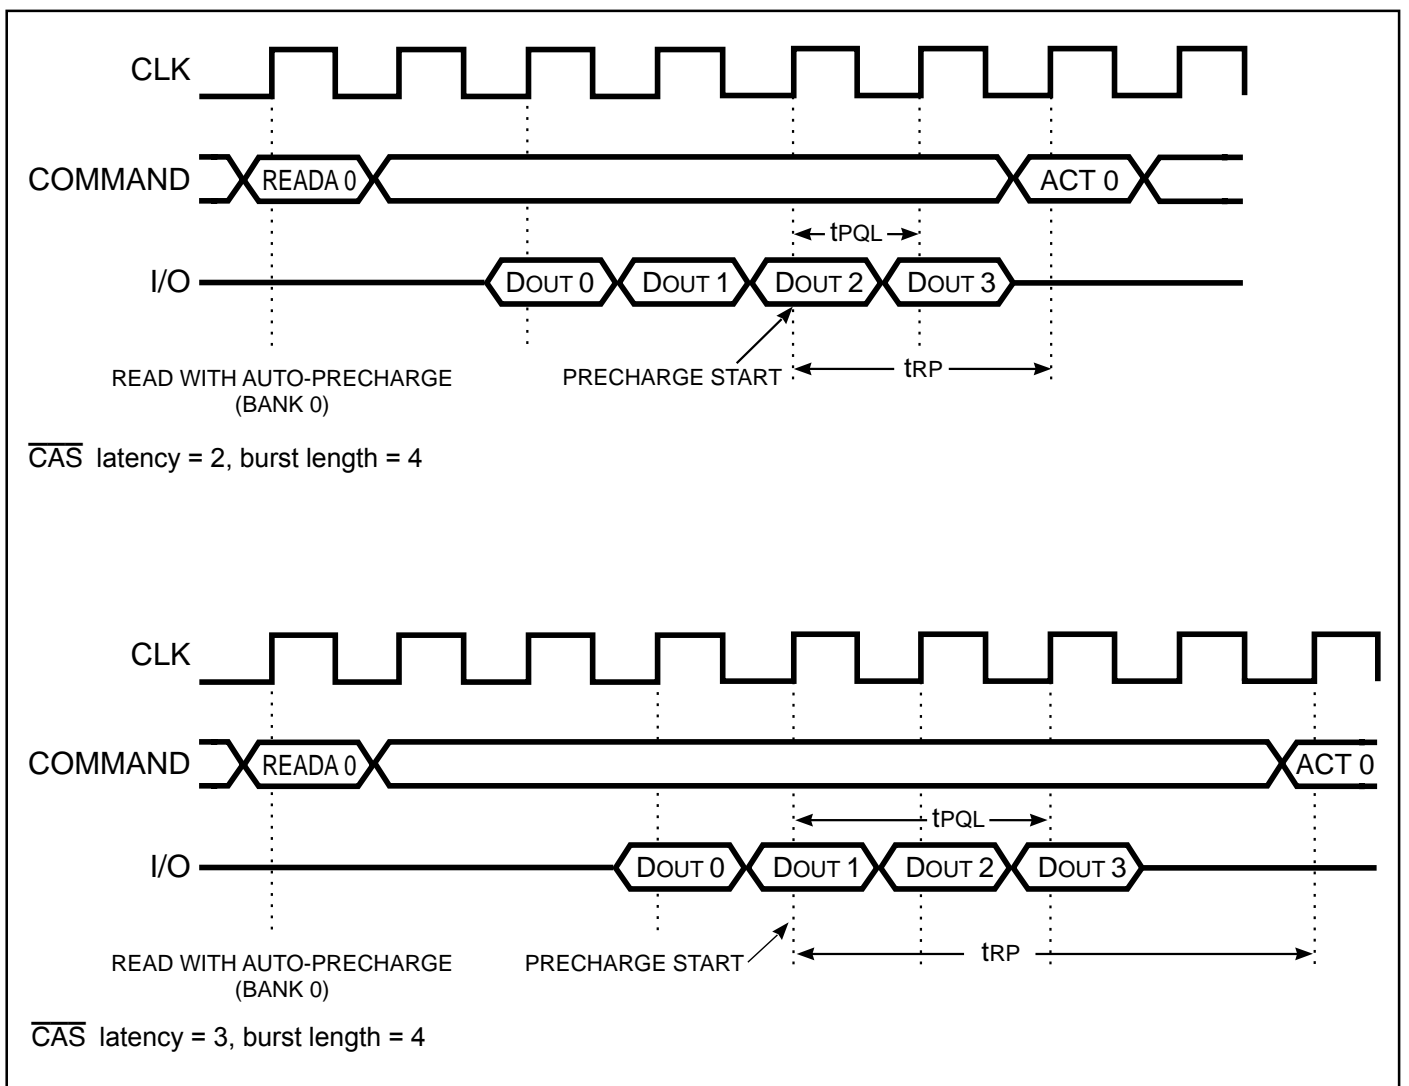 CLK
COMMAND READA 0 ACT 0
tPQL
I/O DOUT 0 DOUT 1 DOUT 2 DOUT 3
READ WITH AUTO-PRECHARGE
(BANK 0)
PRECHARGE START
tRP
CAS latency = 2, burst length = 4
CLK
COMMAND READA 0 ACT 0
tPQL
I/O DOUT 0 DOUT 1 DOUT 2 DOUT 3
READ WITH AUTO-PRECHARGE
(BANK 0)
PRECHARGE START
tRP
CAS latency = 3, burst length = 4